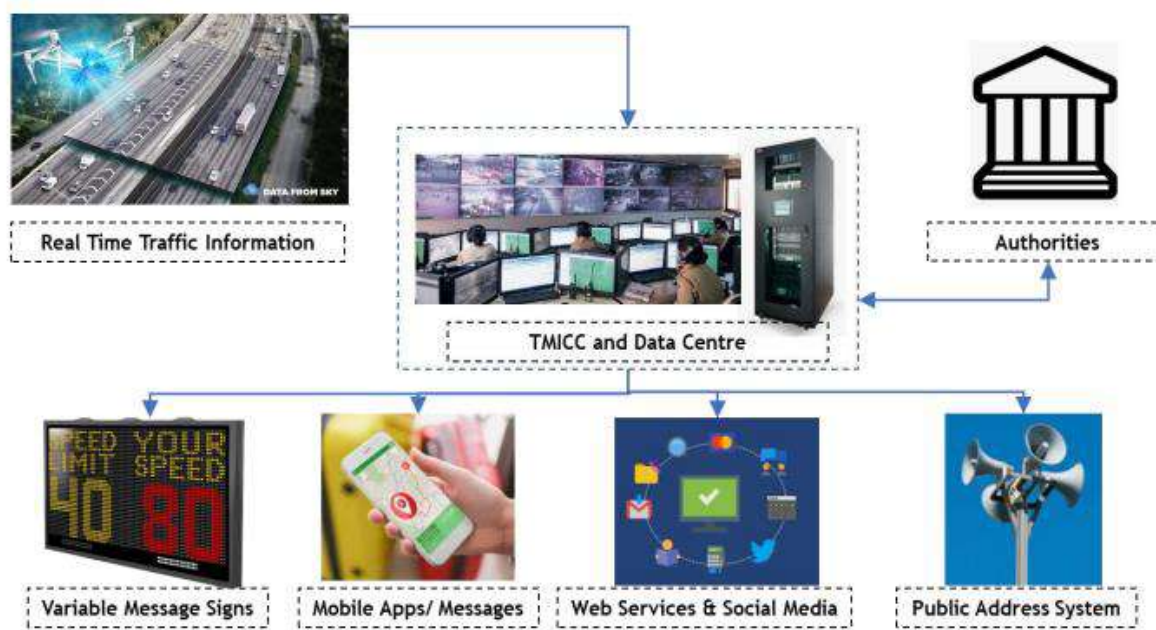 DATA FROM SKY
Real Time Traffic Information
Authorities
TMICC and Data Centre
SPEED YOUR
LIMIT SPEED
40 80
Variable Message Signs
Mobile Apps/ Messages
Web Services & Social Media
Public Address System